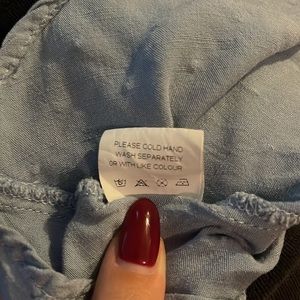 PLEASE COLD HAND
WASH SEPARATELY
OR WITH LIKE COLOUR